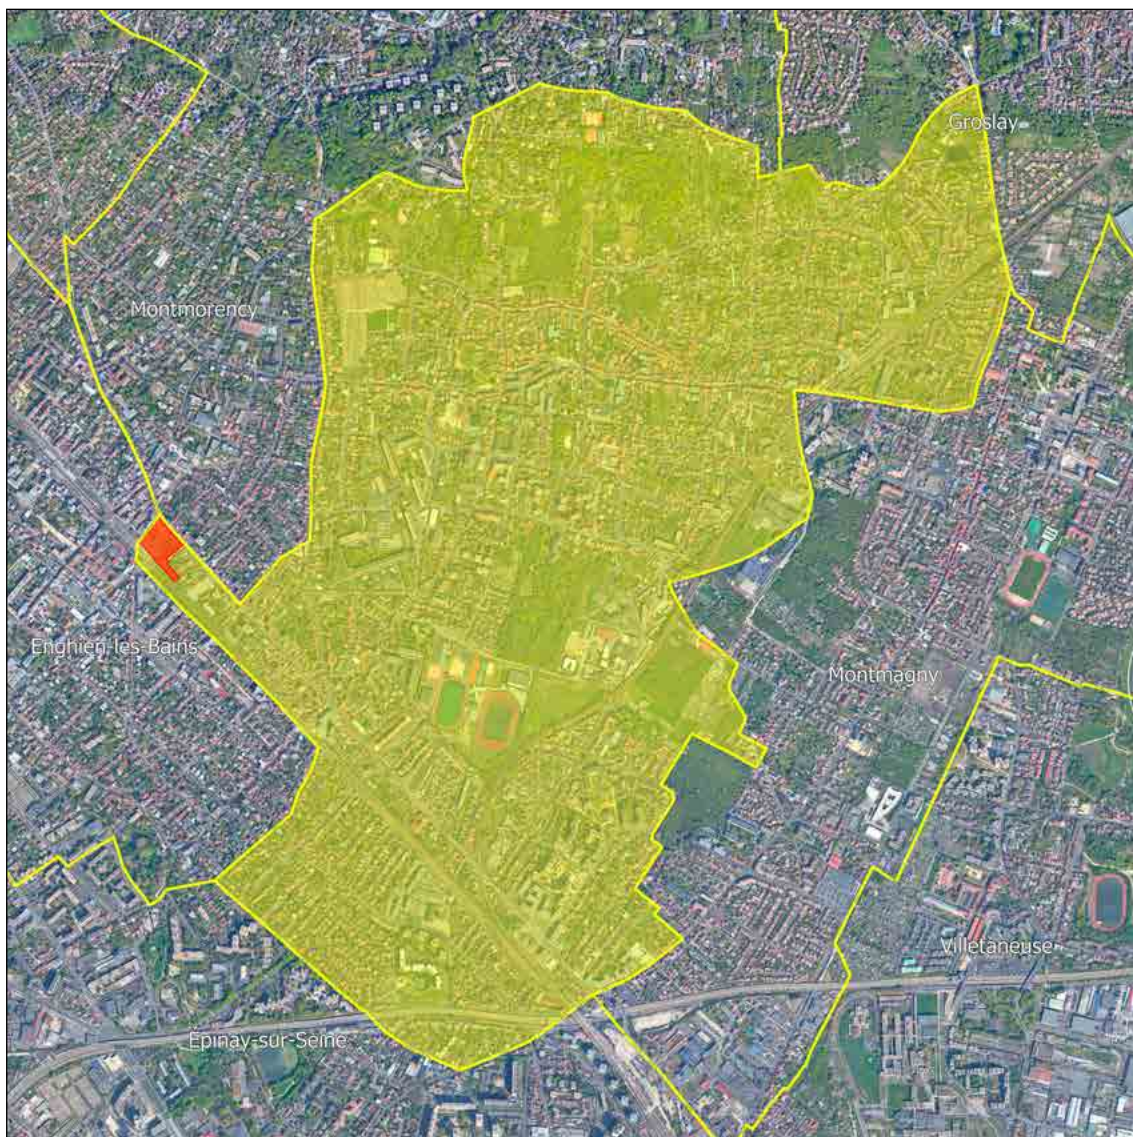 Groslay
Montmorency
Enghien-les-Bains
Montmagny
Villetaneuse
Épinay-sur-Seine